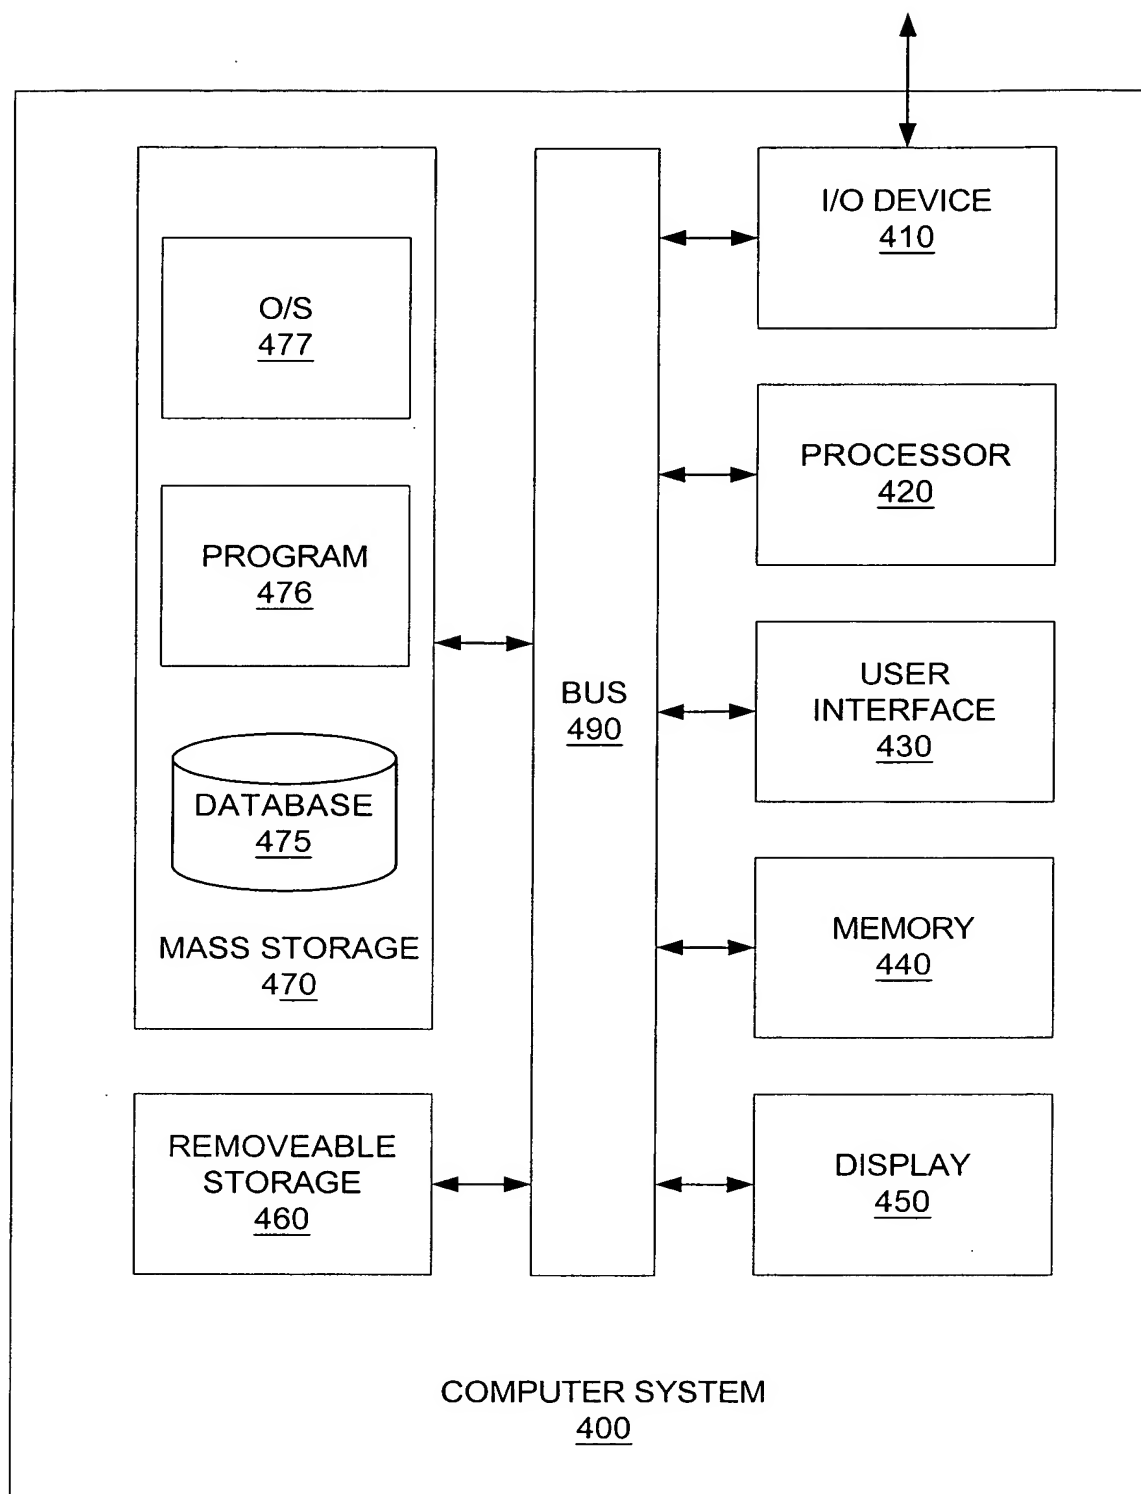 I/O DEVICE
410
O/S
477
PROCESSOR
420
PROGRAM
476
USER
INTERFACE
430
BUS
490
DATABASE
475
MEMORY
440
MASS STORAGE
470
REMOVEABLE
STORAGE
460
DISPLAY
450
COMPUTER SYSTEM
400